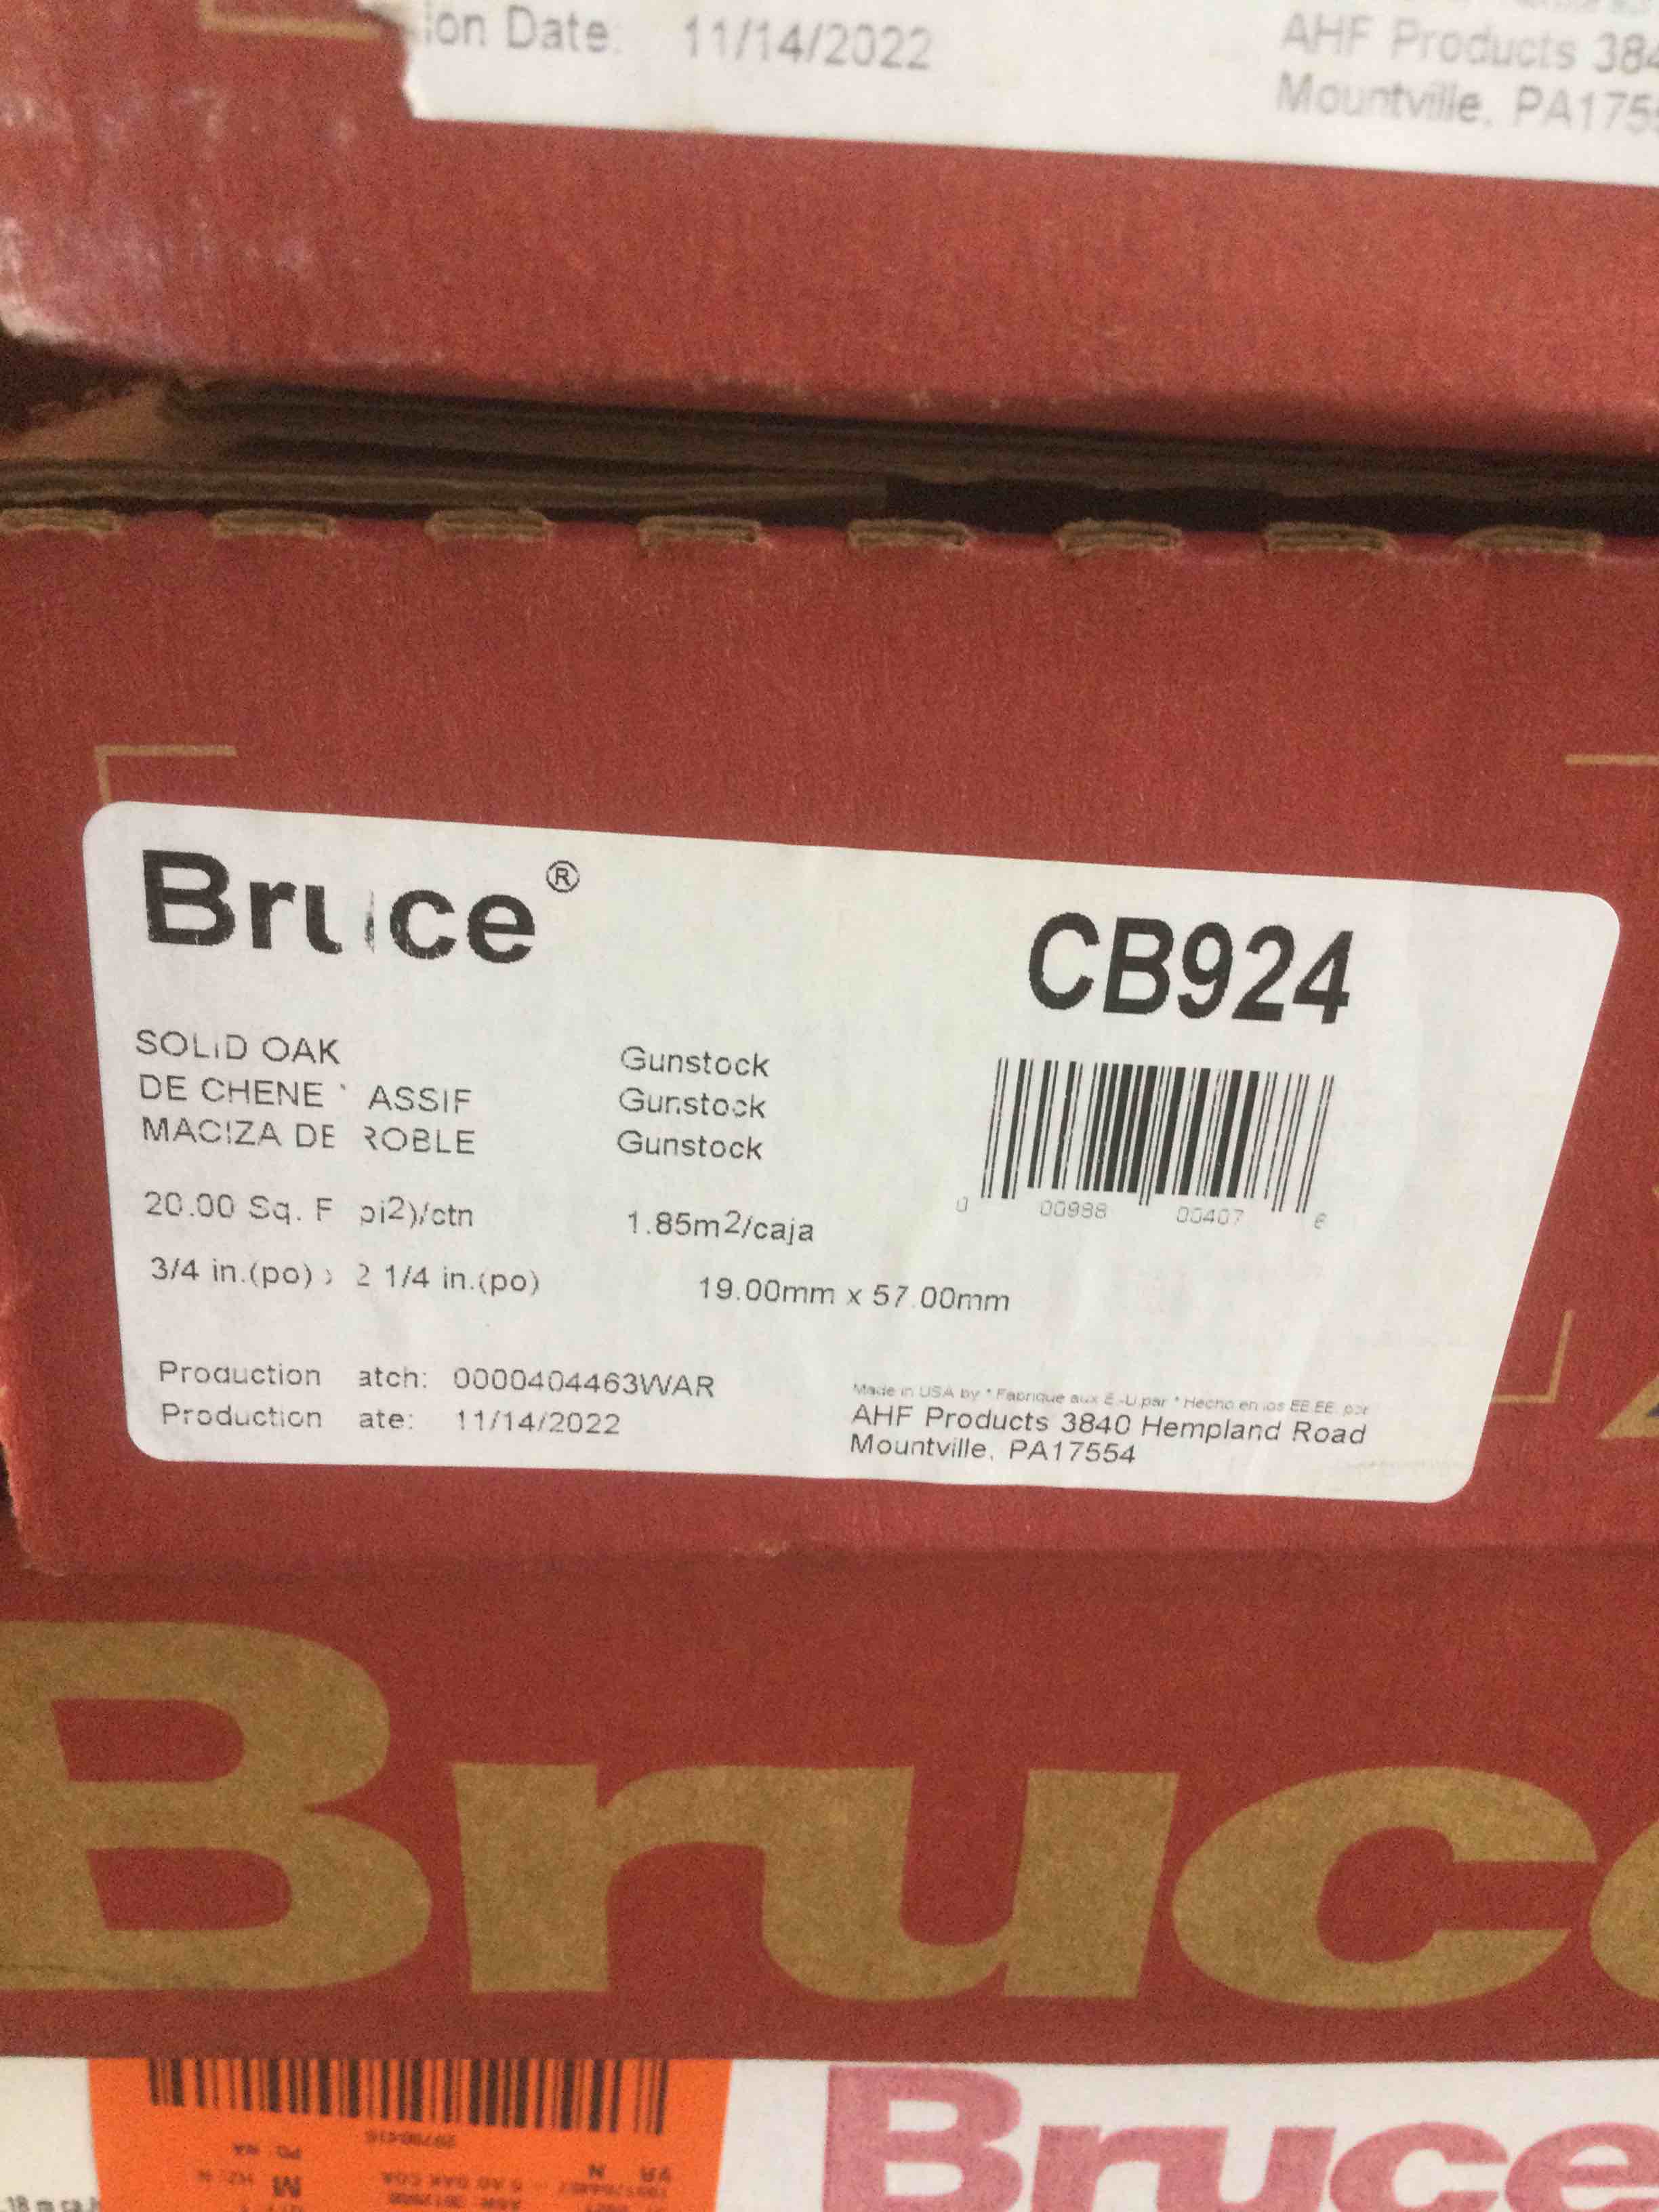 ion Date: 11/14/2022
AHF Products 384
Mountville, PA175
Bruce®
CB924
SOLID OAK Gunstock
DE CHENE ASSIF Gunstock
MACIZA DE ROBLE Gunstock
0 00988 00407 6
20.00 Sq. F pi2)/ctn 1.85m2/caja
3/4 in.(po) x 2 1/4 in.(po) 19.00mm x 57.00mm
Production atch: 0000404463WAR
Production ate: 11/14/2022
Made in USA by * Fabrique aux E-U par * Hecho en los EE.EE. por
AHF Products 3840 Hempland Road
Mountville, PA17554
Bruc
Bruce